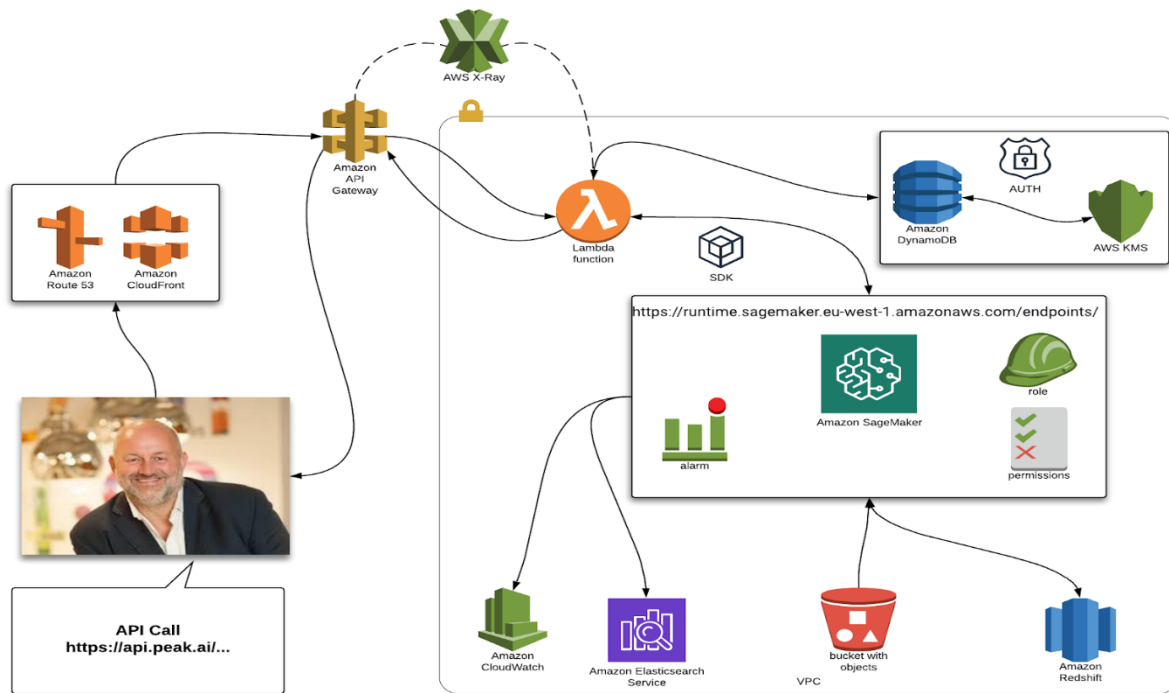 AWS X-Ray
Amazon
API
Gateway
Amazon
Route 53
Amazon
CloudFront
Lambda
function
SDK
AUTH
Amazon
DynamoDB
AWS KMS
https://runtime.sagemaker.eu-west-1.amazonaws.com/endpoints/
role
Amazon SageMaker
alarm
permissions
API Call
https://api.peak.ai/...
Amazon
CloudWatch
Amazon Elasticsearch
Service
bucket with
objects
VPC
Amazon
Redshift